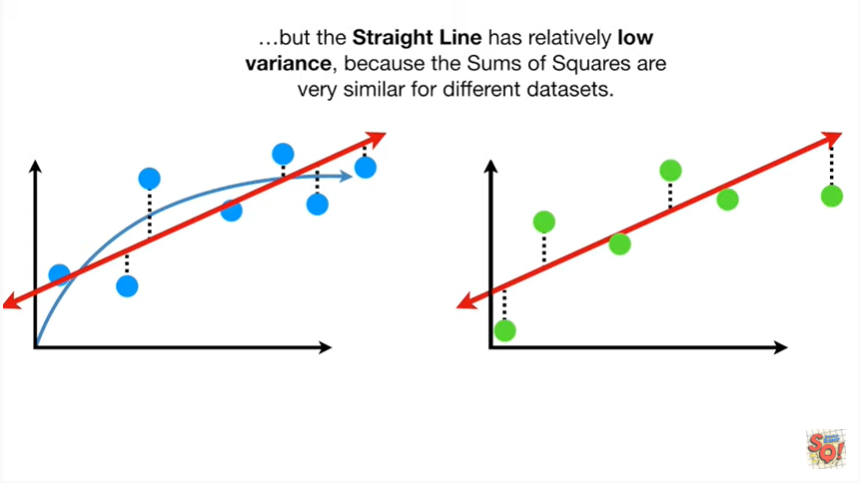 …but the Straight Line has relatively low
variance, because the Sums of Squares are
very similar for different datasets.
SQ!